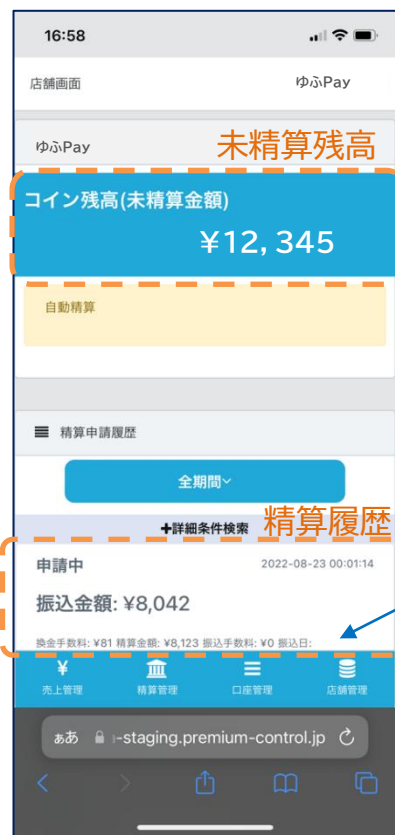 16:58
店舗画面 ゆふPay
ゆふPay 未精算残高
コイン残高(未精算金額)
¥12,345
自動精算
精算申請履歴
全期間
+詳細条件検索 精算履歴
申請中 2022-08-23 00:01:14
振込金額: ¥8,042
換金手数料: ¥81 精算金額: ¥8,123 振込手数料: ¥0 振込日:
¥
売上管理 精算管理 口座管理 店舗管理
ぁあ -staging.premium-control.jp